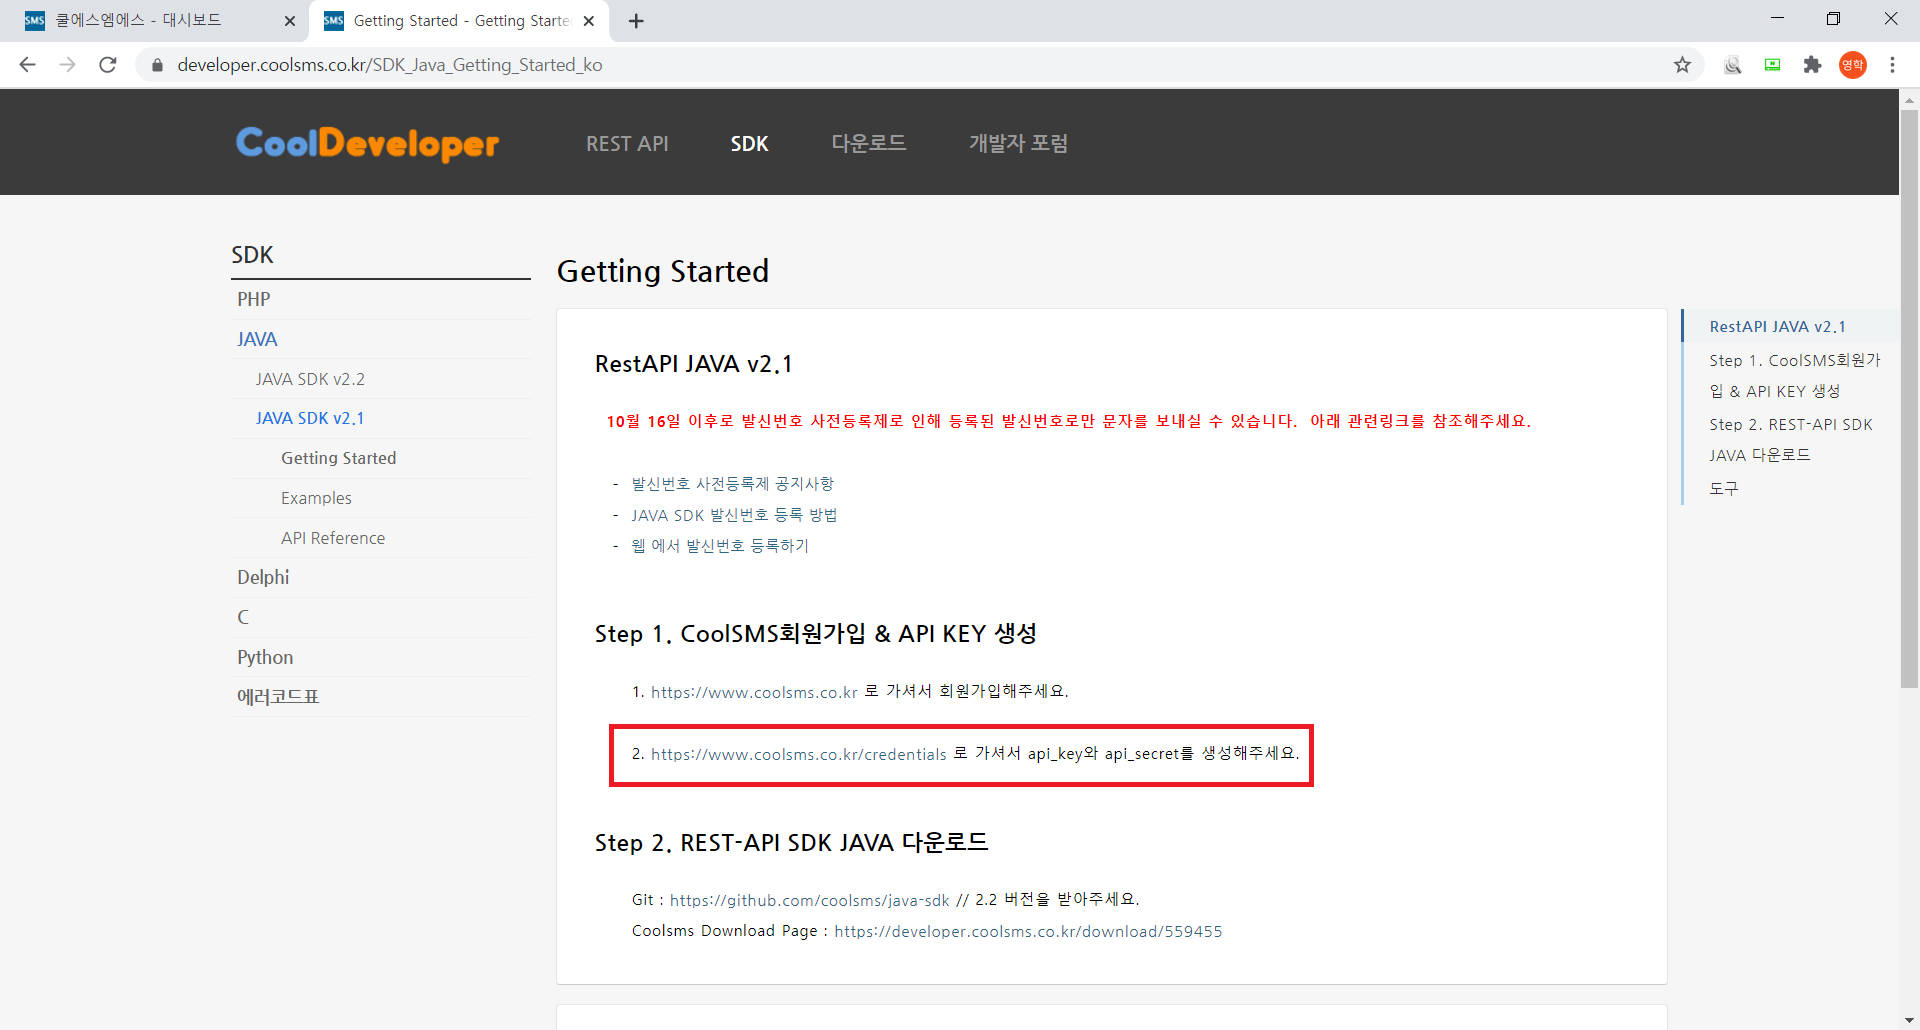 쿨에스엠에스 - 대시보드
Getting Started - Getting Starte
developer.coolsms.co.kr/SDK_Java_Getting_Started_ko
영학
CoolDeveloper
REST API
SDK
다운로드
개발자 포럼
SDK
PHP
JAVA
JAVA SDK v2.2
JAVA SDK v2.1
Getting Started
Examples
API Reference
Delphi
C
Python
에러코드표
Getting Started
RestAPI JAVA v2.1
10월 16일 이후로 발신번호 사전등록제로 인해 등록된 발신번호로만 문자를 보내실 수 있습니다. 아래 관련링크를 참조해주세요.
- 발신번호 사전등록제 공지사항
- JAVA SDK 발신번호 등록 방법
- 웹 에서 발신번호 등록하기
Step 1. CoolSMS회원가입 & API KEY 생성
1. https://www.coolsms.co.kr 로 가셔서 회원가입해주세요.
2. https://www.coolsms.co.kr/credentials 로 가셔서 api_key와 api_secret를 생성해주세요.
Step 2. REST-API SDK JAVA 다운로드
Git : https://github.com/coolsms/java-sdk // 2.2 버전을 받아주세요.
Coolsms Download Page : https://developer.coolsms.co.kr/download/559455
RestAPI JAVA v2.1
Step 1. CoolSMS회원가
입 & API KEY 생성
Step 2. REST-API SDK
JAVA 다운로드
도구